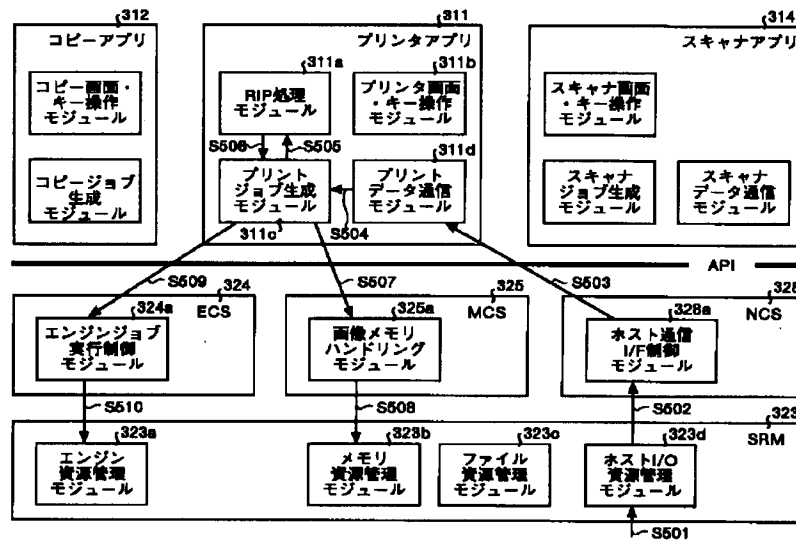 312
コピーアプリ
コピー画面・
キー操作
モジュール
コピージョブ
生成
モジュール
311
プリンタアプリ
311a
RIP処理
モジュール
311b
プリンタ画面
・キー操作
モジュール
S506
S505
311d
プリント
ジョブ生成
モジュール
311c
プリント
データ通信
モジュール
S504
314
スキャナアプリ
スキャナ画面
・キー操作
モジュール
スキャナ
ジョブ生成
モジュール
スキャナ
データ通信
モジュール
API
S509
S507
S503
324
ECS
324a
エンジンジョブ
実行制御
モジュール
325
MCS
325a
画像メモリ
ハンドリング
モジュール
328
NCS
328a
ホスト通信
I/F制御
モジュール
S510
S508
S502
323
SRM
323a
エンジン
資源管理
モジュール
323b
メモリ
資源管理
モジュール
323c
ファイル
資源管理
モジュール
323d
ホストI/O
資源管理
モジュール
S501